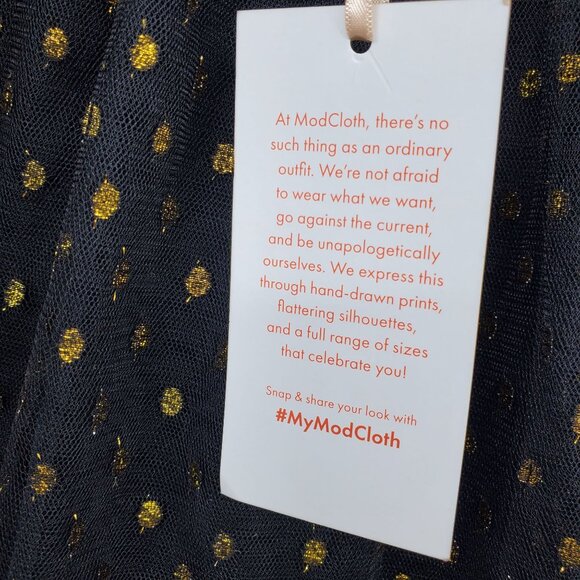 At ModCloth, there's no
such thing as an ordinary
outfit. We're not afraid
to wear what we want,
go against the current,
and be unapologetically
ourselves. We express this
through hand-drawn prints,
flattering silhouettes,
and a full range of sizes
that celebrate you!
Snap & share your look with
#MyModCloth